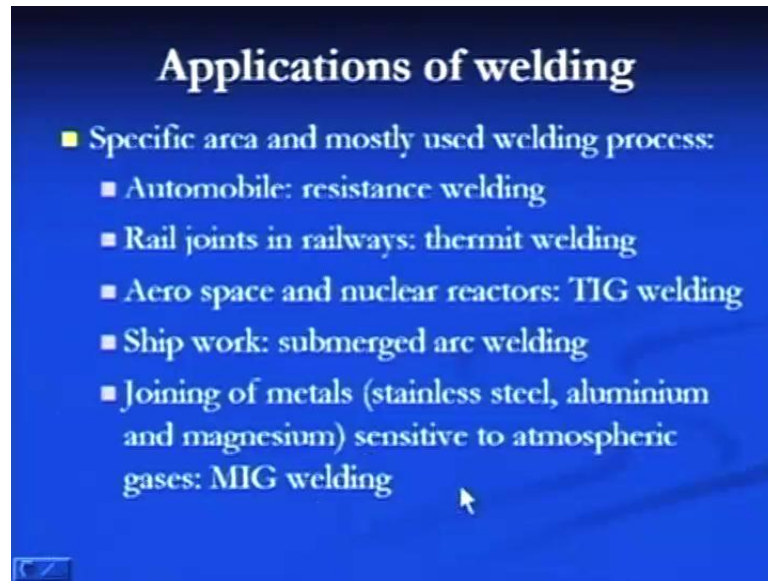 Applications of welding
Specific area and mostly used welding process:
Automobile: resistance welding
Rail joints in railways: thermit welding
Aero space and nuclear reactors: TIG welding
Ship work: submerged arc welding
Joining of metals (stainless steel, aluminium
and magnesium) sensitive to atmospheric
gases: MIG welding